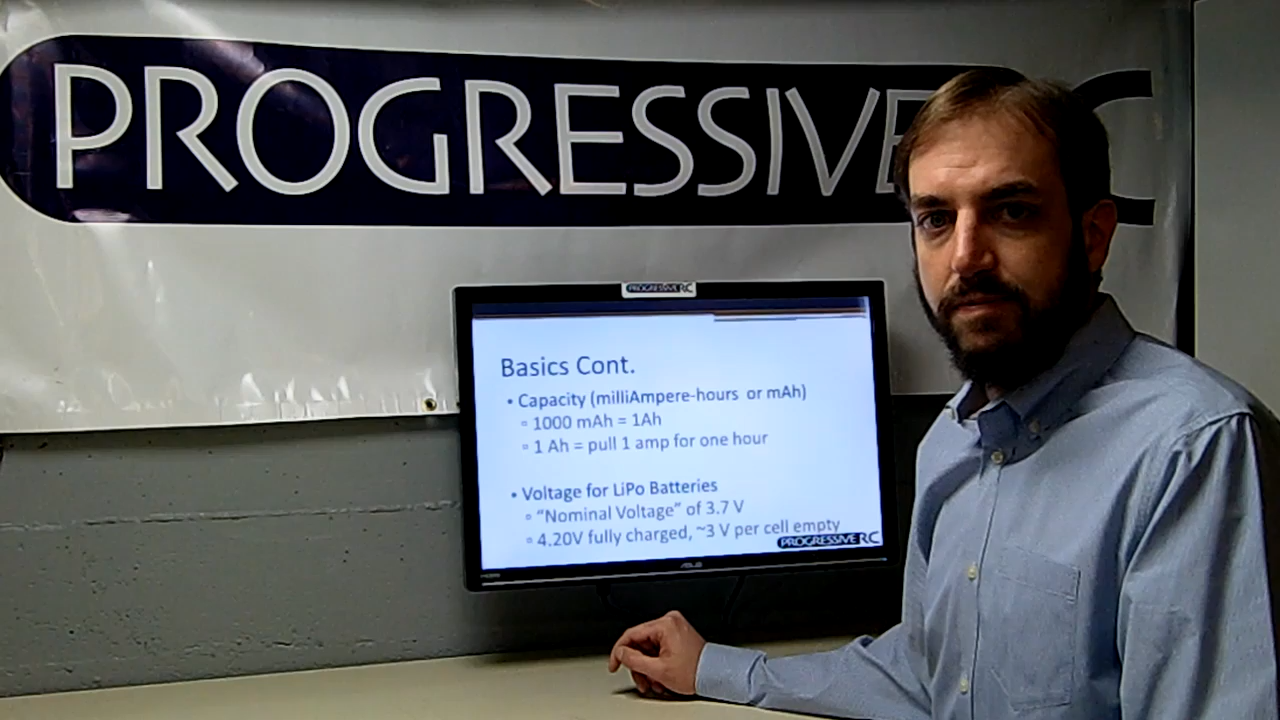 PROGRESSIVE C
PROGRESSIVE RC
Basics Cont.
• Capacity (milliAmpere-hours or mAh)
▫ 1000 mAh = 1Ah
▫ 1 Ah = pull 1 amp for one hour
• Voltage for LiPo Batteries
▫ “Nominal Voltage” of 3.7 V
▫ 4.20V fully charged, ~3 V per cell empty
PROGRESSIVE RC
HDMI
ASUS